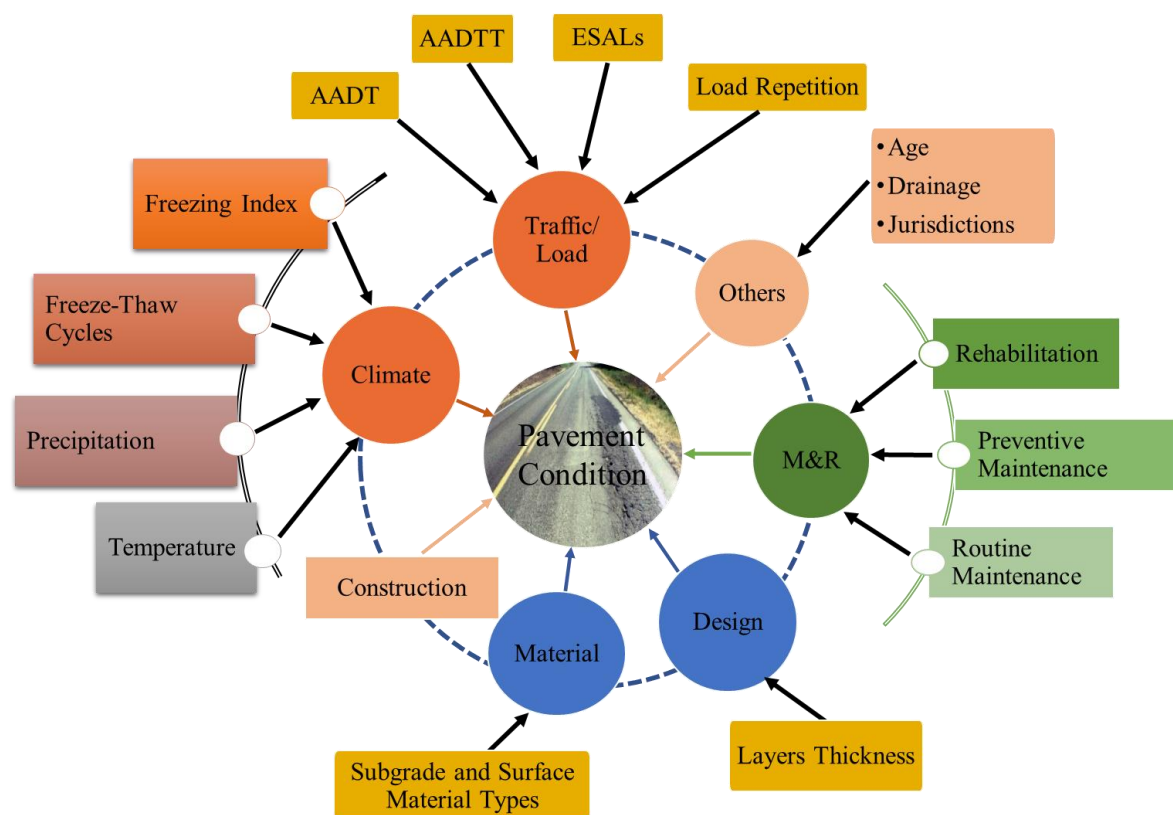 AADTT
ESALs
AADT
Load Repetition
• Age
• Drainage
• Jurisdictions
Freezing Index
Traffic/
Load
Others
Freeze-Thaw
Cycles
Climate
Rehabilitation
Precipitation
Pavement
Condition
M&R
Preventive
Maintenance
Temperature
Routine
Maintenance
Construction
Material
Design
Layers Thickness
Subgrade and Surface
Material Types